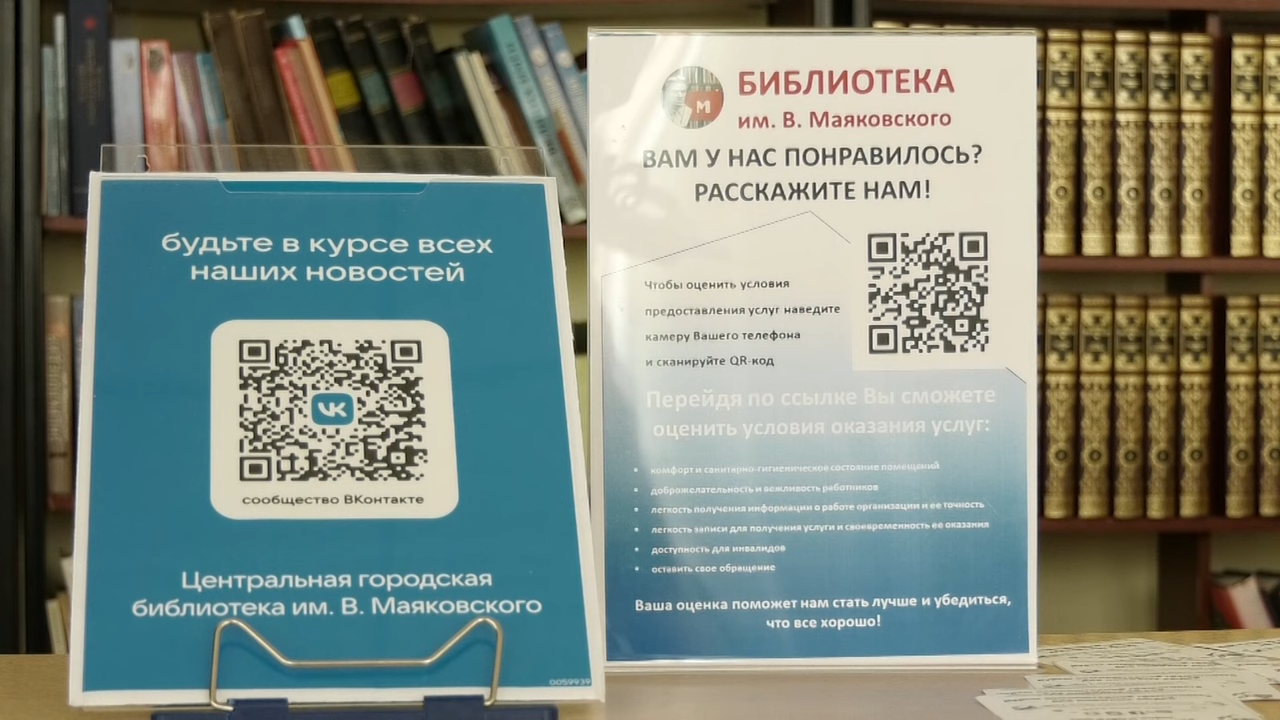 будьте в курсе всех
наших новостей
сообщество ВКонтакте
Центральная городская
библиотека им. В. Маяковского
0059939
БИБЛИОТЕКА
им. В. Маяковского
ВАМ У НАС ПОНРАВИЛОСЬ?
РАССКАЖИТЕ НАМ!
Чтобы оценить условия
предоставления услуг наведите
камеру Вашего телефона
и сканируйте QR-код
Перейдя по ссылке Вы сможете
оценить условия оказания услуг:
• комфорт и санитарно-гигиеническое состояние помещений
• доброжелательность и вежливость работников
• легкость получения информации о работе организации и ее точность
• легкость записи для получения услуги и своевременность ее оказания
• доступность для инвалидов
• оставить свое обращение
Ваша оценка поможет нам стать лучше и убедиться,
что все хорошо!